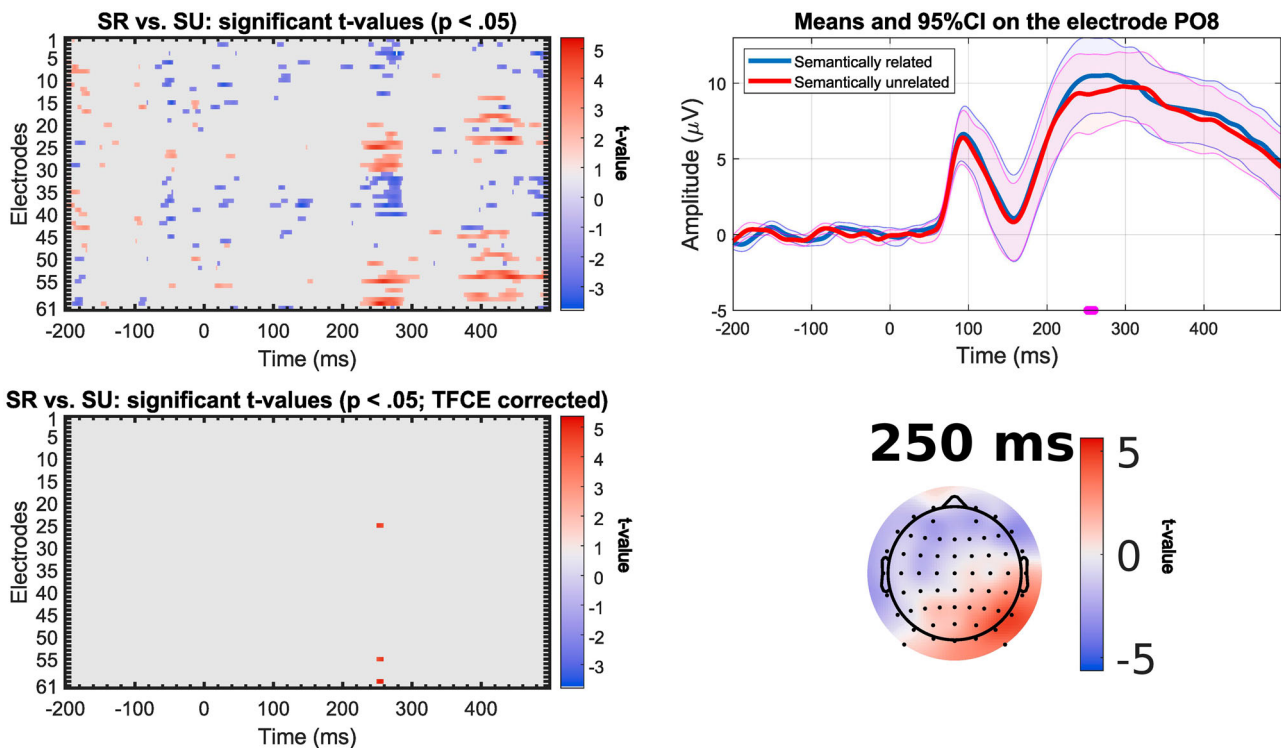 SR vs. SU: significant t-values (p < .05)
1
5
10
15
20
25
30
35
40
45
50
55
61
Electrodes
-200 -100 0 100 200 300 400
Time (ms)
5
4
3
2
1
0
-1
-2
-3
t-value
Means and 95%CI on the electrode PO8
Semantically related
Semantically unrelated
10
5
0
-5
Amplitude (μV)
-200 -100 0 100 200 300 400
Time (ms)
SR vs. SU: significant t-values (p < .05; TFCE corrected)
1
5
10
15
20
25
30
35
40
45
50
55
61
Electrodes
-200 -100 0 100 200 300 400
Time (ms)
5
4
3
2
1
0
-1
-2
-3
t-value
250 ms
5
0
-5
t-value